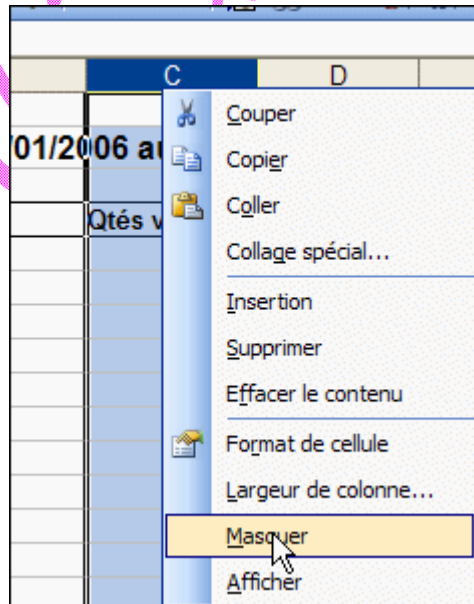 C D
Couper
01/2006 au
Copier
Coller
Qtés v
Collage spécial...
Insertion
Supprimer
Effacer le contenu
Format de cellule
Largeur de colonne...
Masquer
Afficher